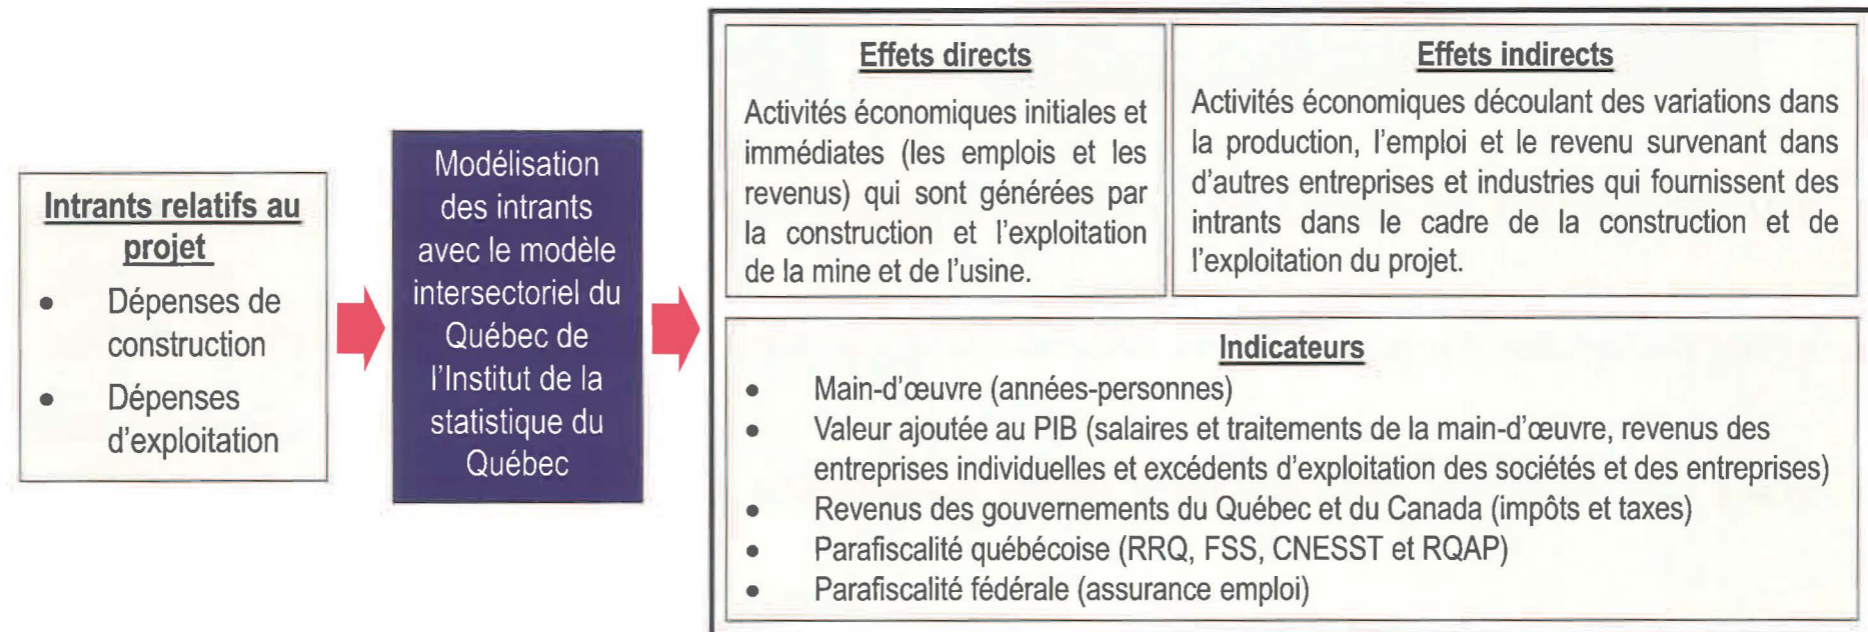 Intrants relatifs au
projet
• Dépenses de
construction
• Dépenses
d'exploitation
Modélisation
des intrants
avec le modèle
intersectoriel du
Québec de
l'Institut de la
statistique du
Québec
Effets directs
Activités économiques initiales et
immédiates (les emplois et les
revenus) qui sont générées par
la construction et l'exploitation
de la mine et de l'usine.
Effets indirects
Activités économiques découlant des variations dans
la production, l'emploi et le revenu survenant dans
d'autres entreprises et industries qui fournissent des
intrants dans le cadre de la construction et de
l'exploitation du projet.
Indicateurs
• Main-d'œuvre (années-personnes)
• Valeur ajoutée au PIB (salaires et traitements de la main-d'œuvre, revenus des
entreprises individuelles et excédents d'exploitation des sociétés et des entreprises)
• Revenus des gouvernements du Québec et du Canada (impôts et taxes)
• Parafiscalité québécoise (RRQ, FSS, CNESST et RQAP)
• Parafiscalité fédérale (assurance emploi)